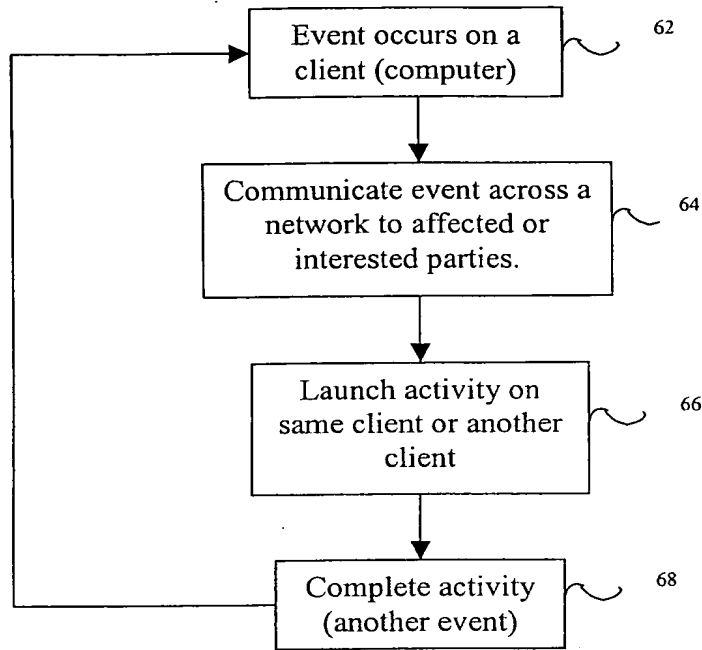 Event occurs on a
client (computer)
62
Communicate event across a
network to affected or
interested parties.
64
Launch activity on
same client or another
client
66
Complete activity
(another event)
68